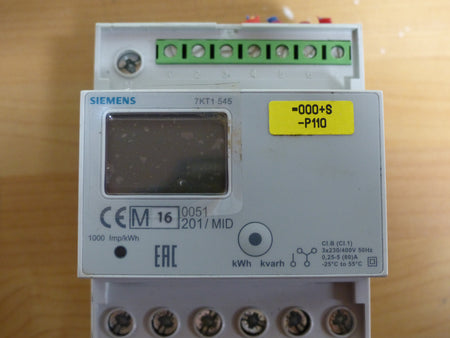 SIEMENS 7KT1 545
=000+S
-P110
CE M 16 0051
201/MID
1000 Imp/kWh
EAC
kWh kvarh
Cl.B (Cl.1)
3x230/400V 50Hz
0,25-5 (80)A
-25°C to 55°C